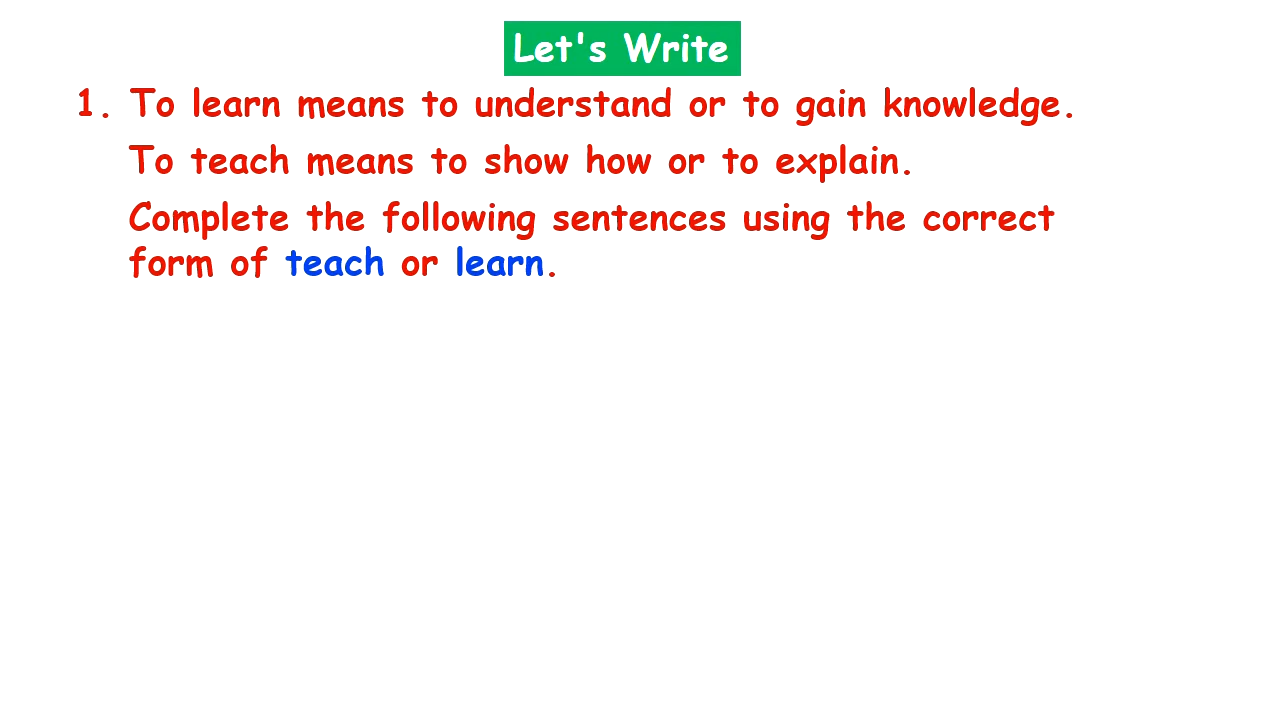 Let's Write
1. To learn means to understand or to gain knowledge.
To teach means to show how or to explain.
Complete the following sentences using the correct
form of teach or learn.